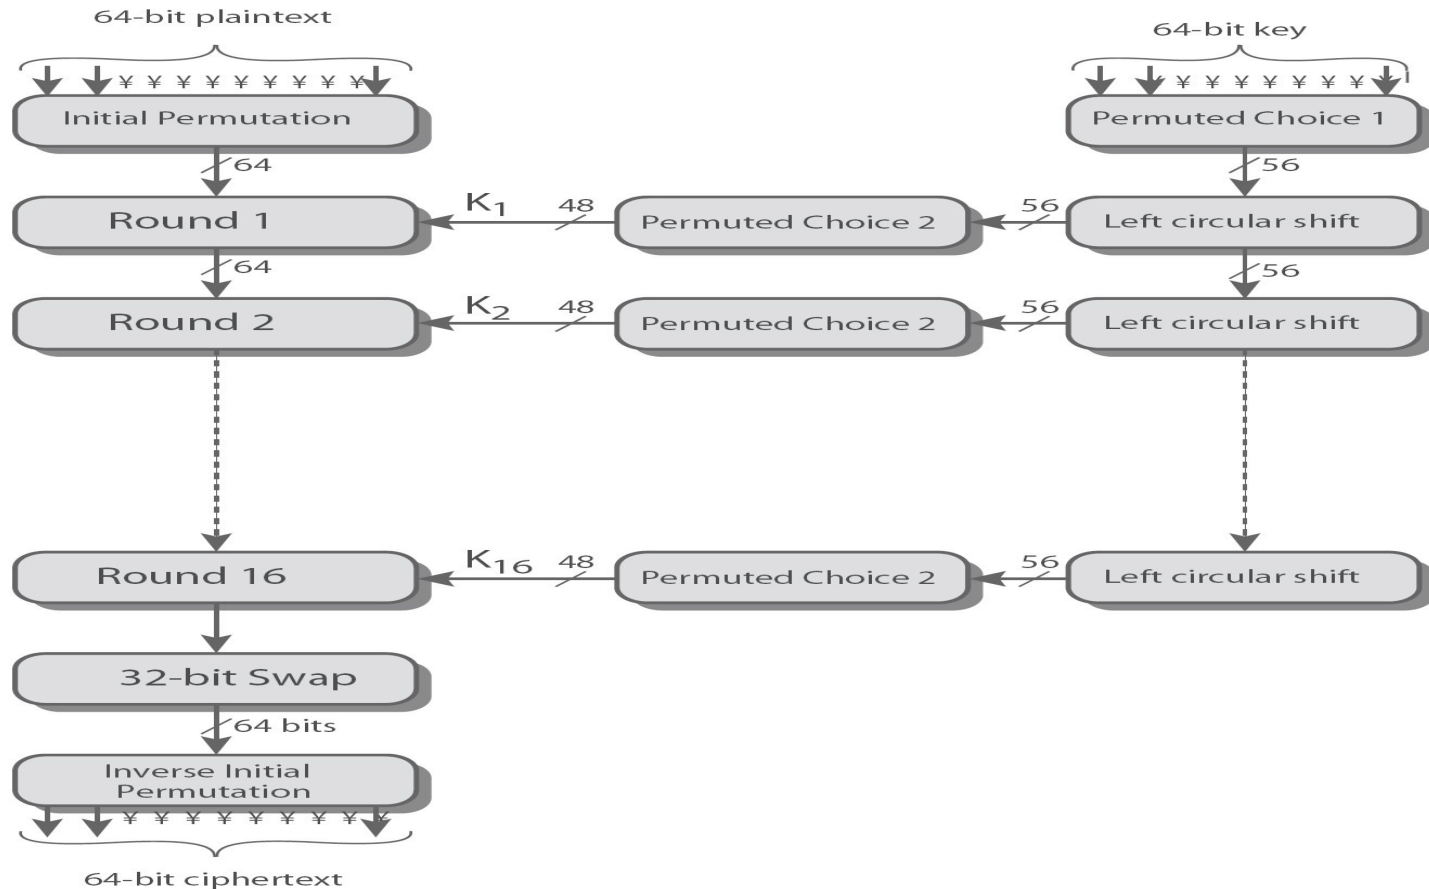 64-bit plaintext
64-bit key
¥ ¥ ¥ ¥ ¥ ¥ ¥ ¥ ¥
¥ ¥ ¥ ¥ ¥ ¥ ¥ ¥
Initial Permutation
Permuted Choice 1
64
56
Round 1
K1
48
Permuted Choice 2
56
Left circular shift
64
56
Round 2
K2
48
Permuted Choice 2
56
Left circular shift
Round 16
K16
48
Permuted Choice 2
56
Left circular shift
32-bit Swap
64 bits
Inverse Initial
Permutation
¥ ¥ ¥ ¥ ¥ ¥ ¥ ¥ ¥
64-bit ciphertext